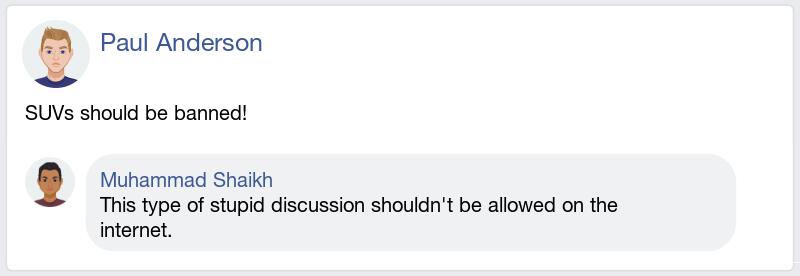 Paul Anderson
SUVs should be banned!
Muhammad Shaikh
This type of stupid discussion shouldn't be allowed on the
internet.